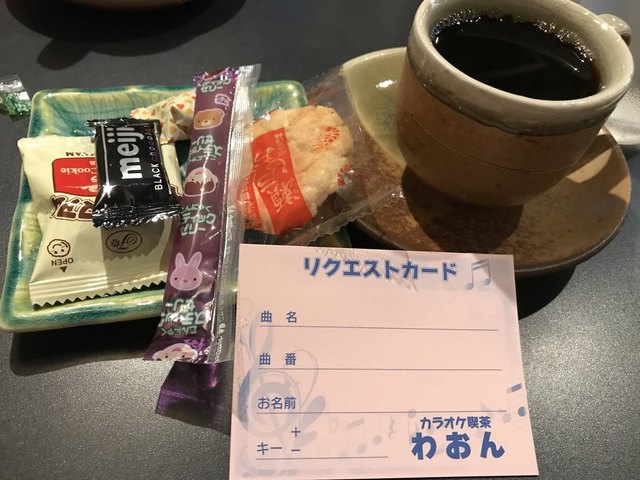 meiji
BLACK chocolate
Cookie
OPEN
リクエストカード
曲 名
曲 番
お名前
キー + −
カラオケ喫茶
わおん